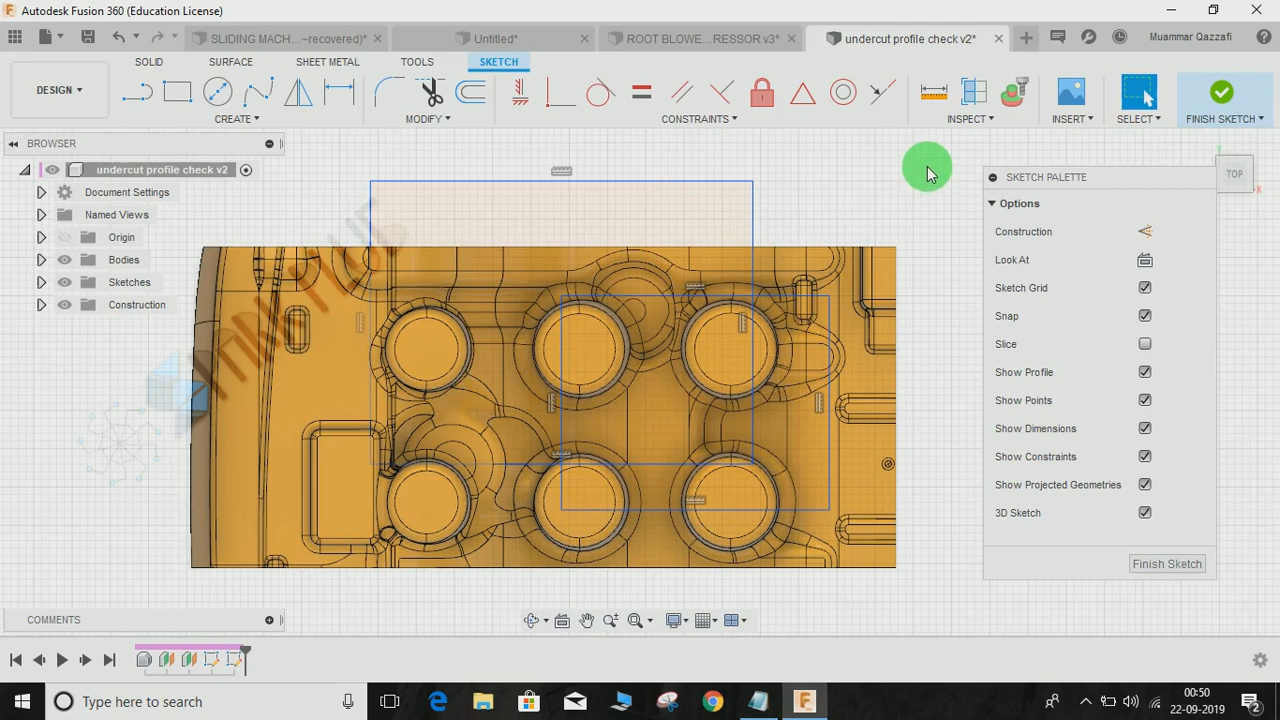 Autodesk Fusion 360 (Education License)
SLIDING MACH...~recovered)*
Untitled*
ROOT BLOWE...RESSOR v3*
undercut profile check v2*
Muammar Qazzafi
SOLID SURFACE SHEET METAL TOOLS SKETCH
DESIGN
CREATE MODIFY CONSTRAINTS INSPECT INSERT SELECT FINISH SKETCH
BROWSER
undercut profile check v2
Document Settings
Named Views
Origin
Bodies
Sketches
Construction
TOP
X
SKETCH PALETTE
Options
Construction
Look At
Sketch Grid
Snap
Slice
Show Profile
Show Points
Show Dimensions
Show Constraints
Show Projected Geometries
3D Sketch
Finish Sketch
COMMENTS
Type here to search
00:50
22-09-2019
2